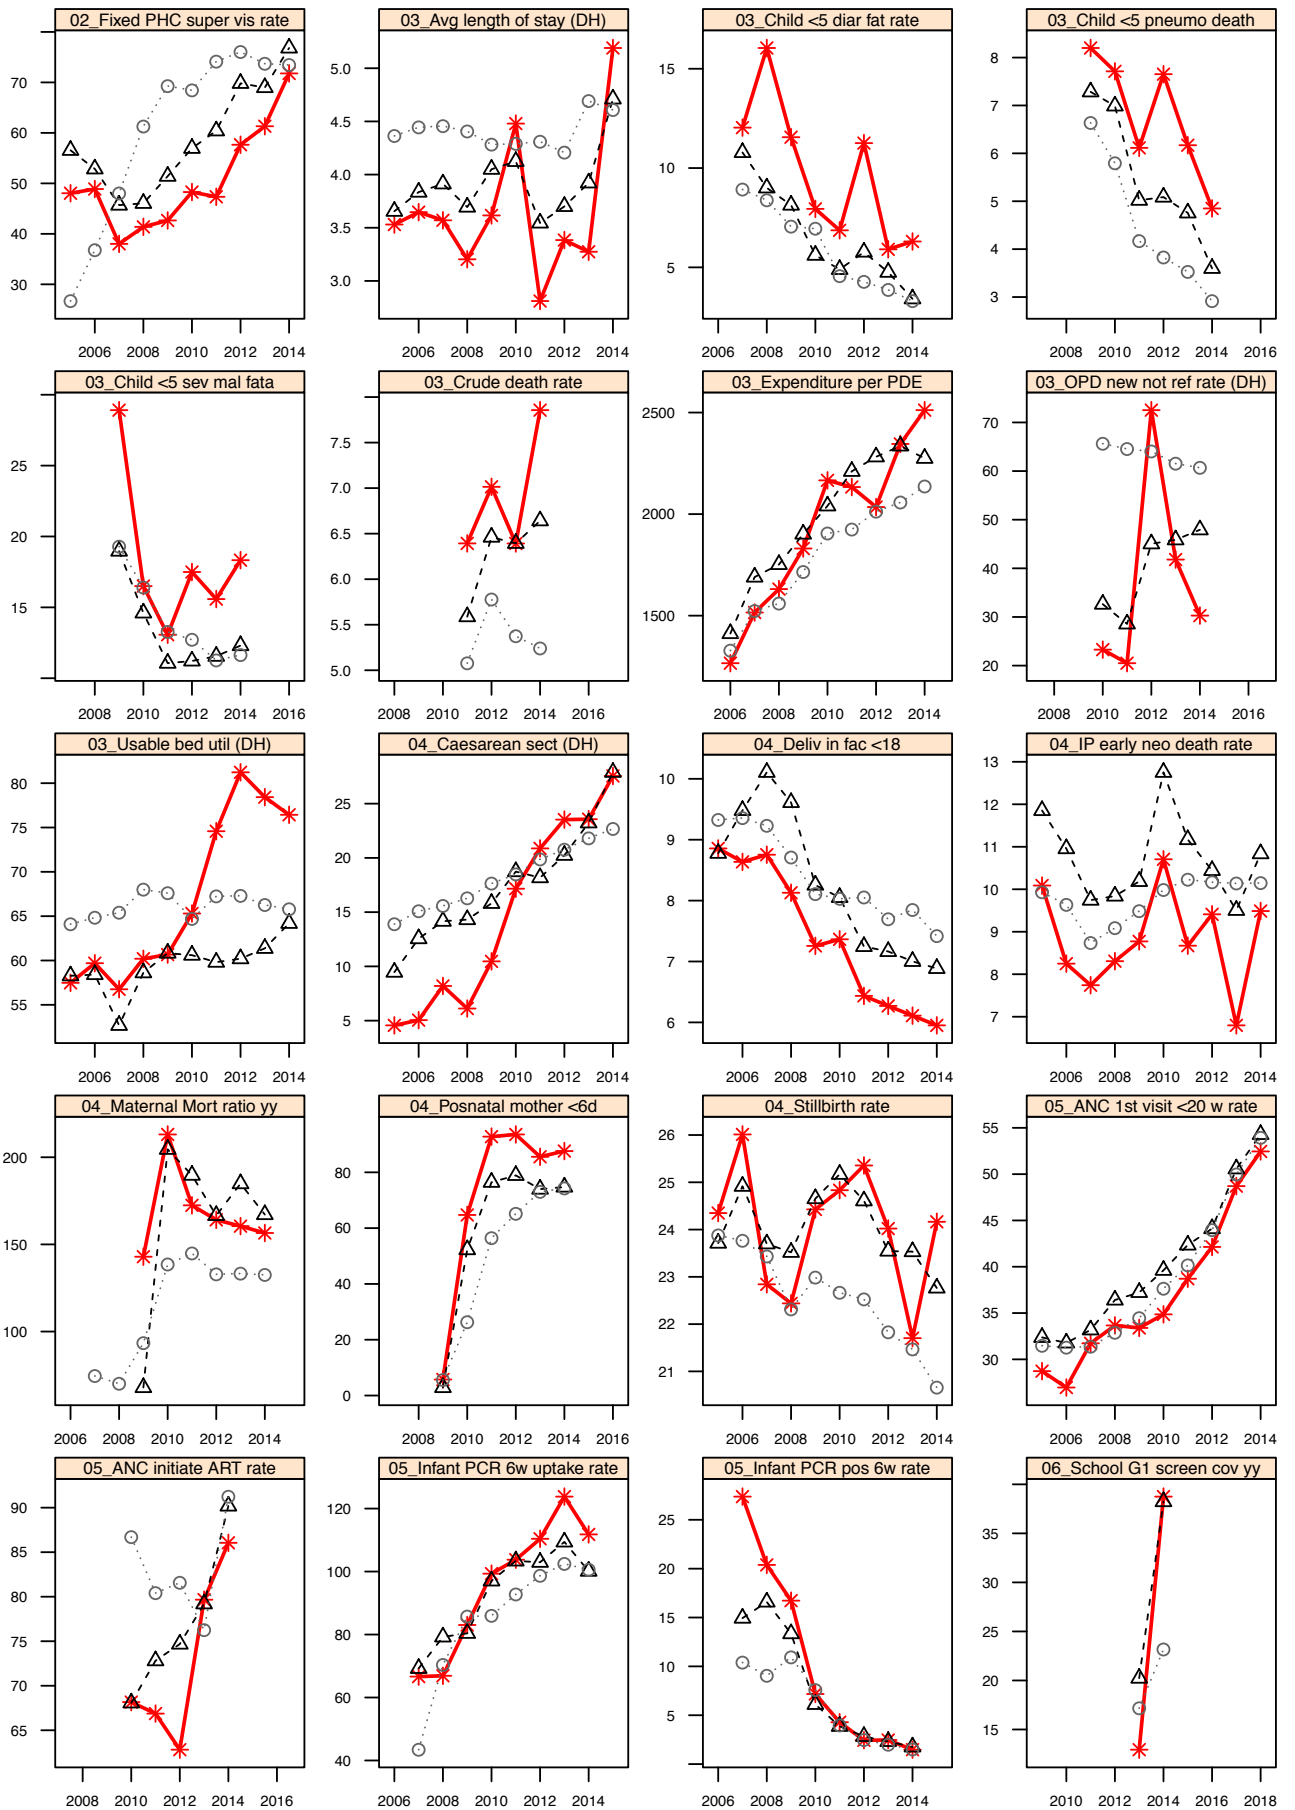 02_Fixed PHC super vis rate
03_Avg length of stay (DH)
03_Child <5 diar fat rate
03_Child <5 pneumo death
70
60
50
40
30
5.0
4.5
4.0
3.5
3.0
15
10
5
8
7
6
5
4
3
2006 2008 2010 2012 2014
2006 2008 2010 2012 2014
2006 2008 2010 2012 2014
2008 2010 2012 2014 2016
03_Child <5 sev mal fata
03_Crude death rate
03_Expenditure per PDE
03_OPD new not ref rate (DH)
25
20
15
7.5
7.0
6.5
6.0
5.5
5.0
2500
2000
1500
70
60
50
40
30
20
2008 2010 2012 2014 2016
2008 2010 2012 2014 2016
2006 2008 2010 2012 2014
2008 2010 2012 2014 2016
03_Usable bed util (DH)
04_Caesarean sect (DH)
04_Deliv in fac <18
04_IP early neo death rate
80
75
70
65
60
55
25
20
15
10
5
10
9
8
7
6
13
12
11
10
9
8
7
2006 2008 2010 2012 2014
2006 2008 2010 2012 2014
2006 2008 2010 2012 2014
2006 2008 2010 2012 2014
04_Maternal Mort ratio yy
04_Posnatal mother <6d
04_Stillbirth rate
05_ANC 1st visit <20 w rate
200
150
100
80
60
40
20
0
26
25
24
23
22
21
55
50
45
40
35
30
2006 2008 2010 2012 2014
2006 2008 2010 2012 2014 2016
2006 2008 2010 2012 2014
2006 2008 2010 2012 2014
05_ANC initiate ART rate
05_Infant PCR 6w uptake rate
05_Infant PCR pos 6w rate
06_School G1 screen cov yy
90
85
80
75
70
65
120
100
80
60
40
25
20
15
10
5
35
30
25
20
15
2008 2010 2012 2014 2016
2006 2008 2010 2012 2014
2006 2008 2010 2012 2014
2010 2012 2014 2016 2018